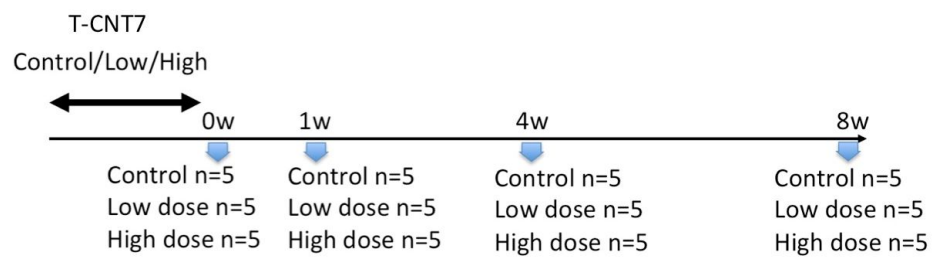 T-CNT7
Control/Low/High
0w 1w 4w 8w
Control n=5 Control n=5 Control n=5 Control n=5
Low dose n=5 Low dose n=5 Low dose n=5 Low dose n=5
High dose n=5 High dose n=5 High dose n=5 High dose n=5